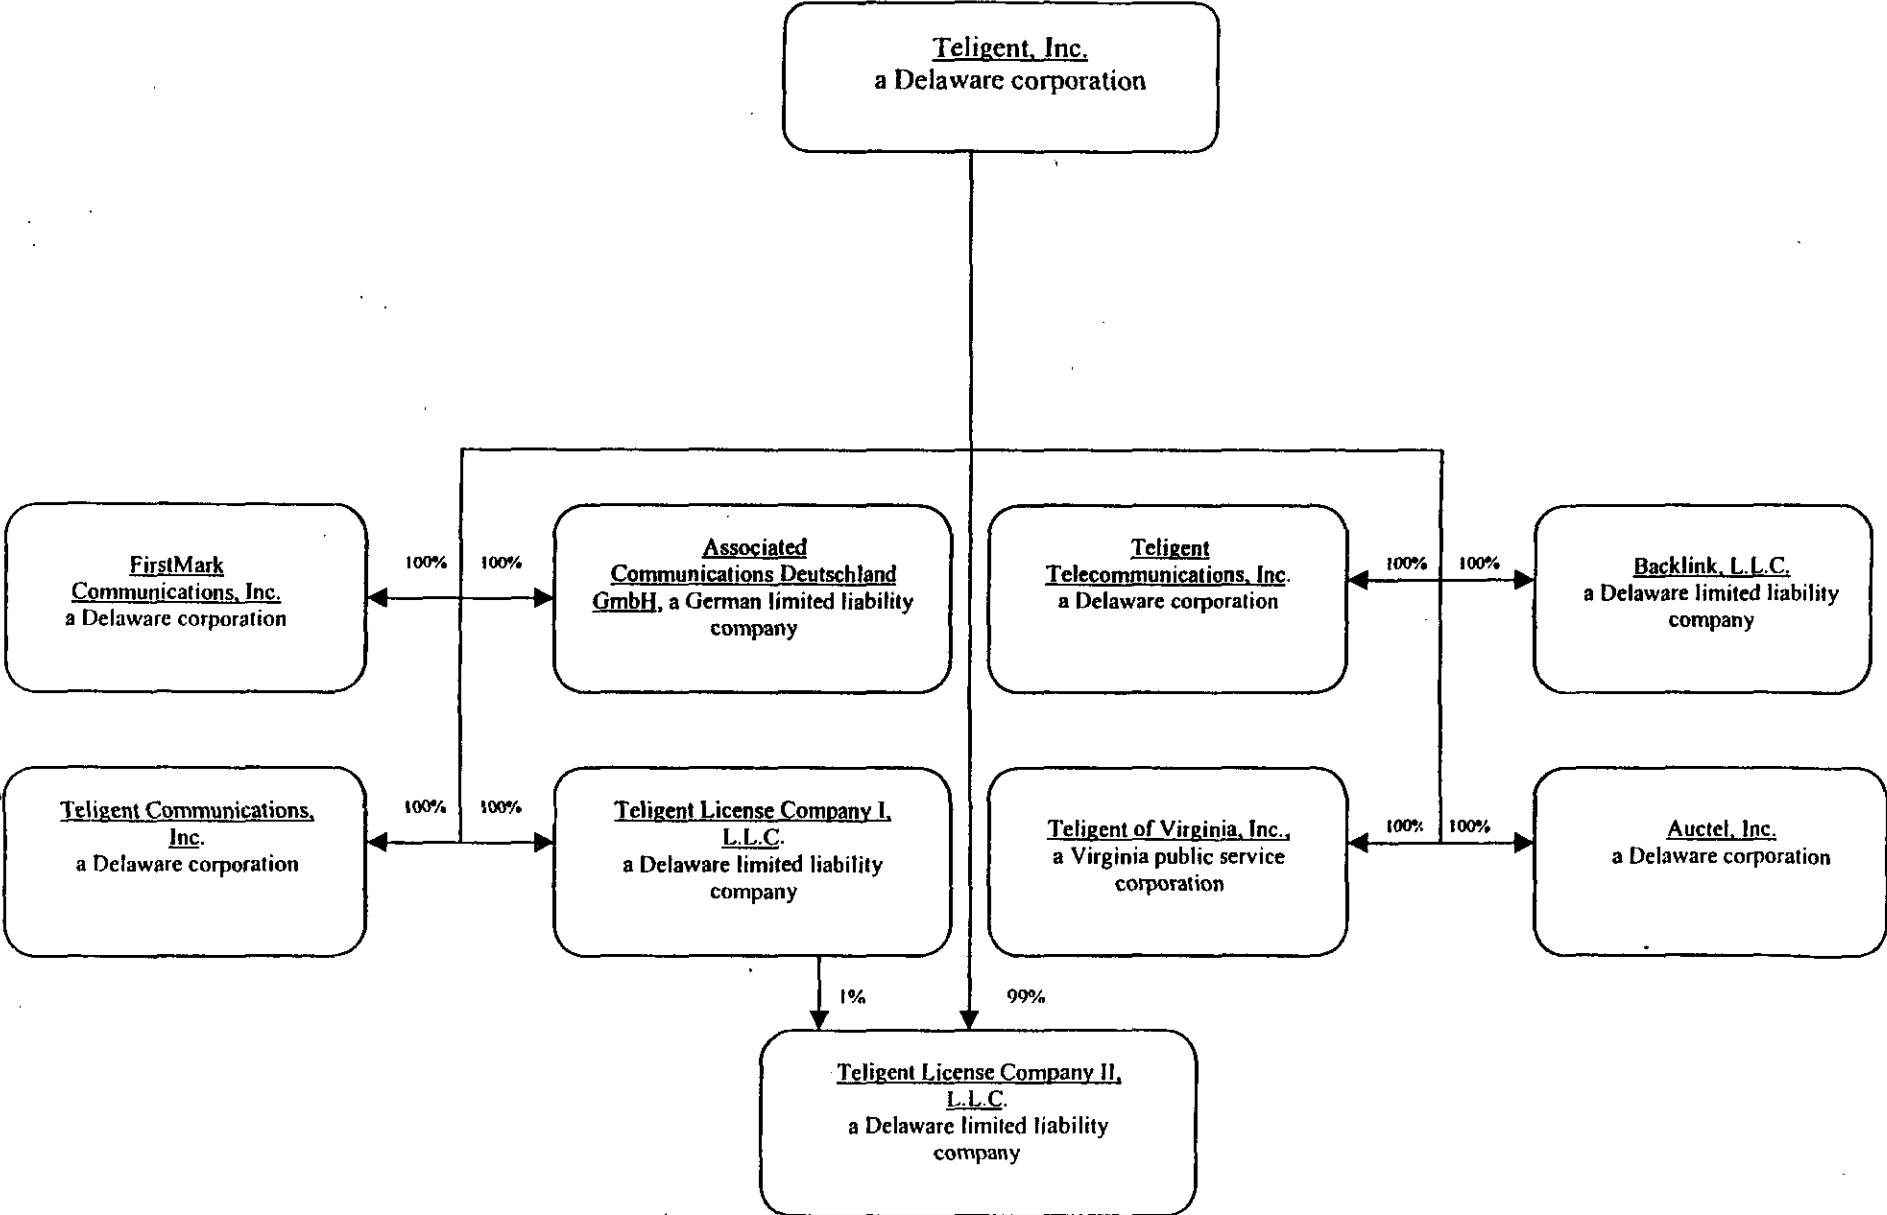 Teligent, Inc.
a Delaware corporation
FirstMark
Communications, Inc.
a Delaware corporation
100%
100%
Associated
Communications Deutschland
GmbH, a German limited liability
company
Teligent
Telecommunications, Inc.
a Delaware corporation
100%
100%
Backlink, L.L.C.
a Delaware limited liability
company
Teligent Communications,
Inc.
a Delaware corporation
100%
100%
Teligent License Company I,
L.L.C.
a Delaware limited liability
company
Teligent of Virginia, Inc.,
a Virginia public service
corporation
100%
100%
Auctel, Inc.
a Delaware corporation
1%
99%
Teligent License Company II,
L.L.C.
a Delaware limited liability
company